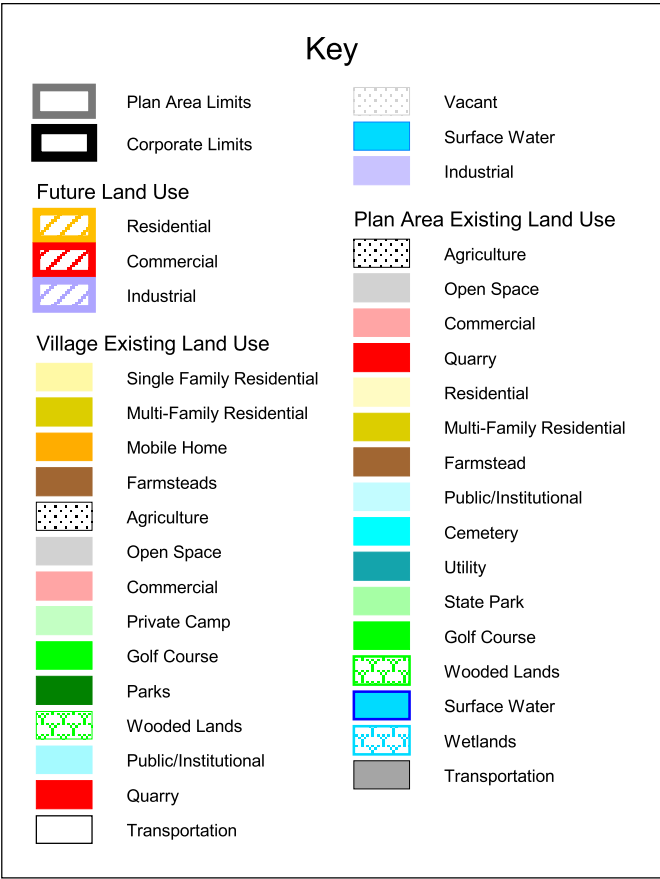 Key
Plan Area Limits
Corporate Limits
Future Land Use
Residential
Commercial
Industrial
Village Existing Land Use
Single Family Residential
Multi-Family Residential
Mobile Home
Farmsteads
Agriculture
Open Space
Commercial
Private Camp
Golf Course
Parks
Wooded Lands
Public/Institutional
Quarry
Transportation
Vacant
Surface Water
Industrial
Plan Area Existing Land Use
Agriculture
Open Space
Commercial
Quarry
Residential
Multi-Family Residential
Farmstead
Public/Institutional
Cemetery
Utility
State Park
Golf Course
Wooded Lands
Surface Water
Wetlands
Transportation